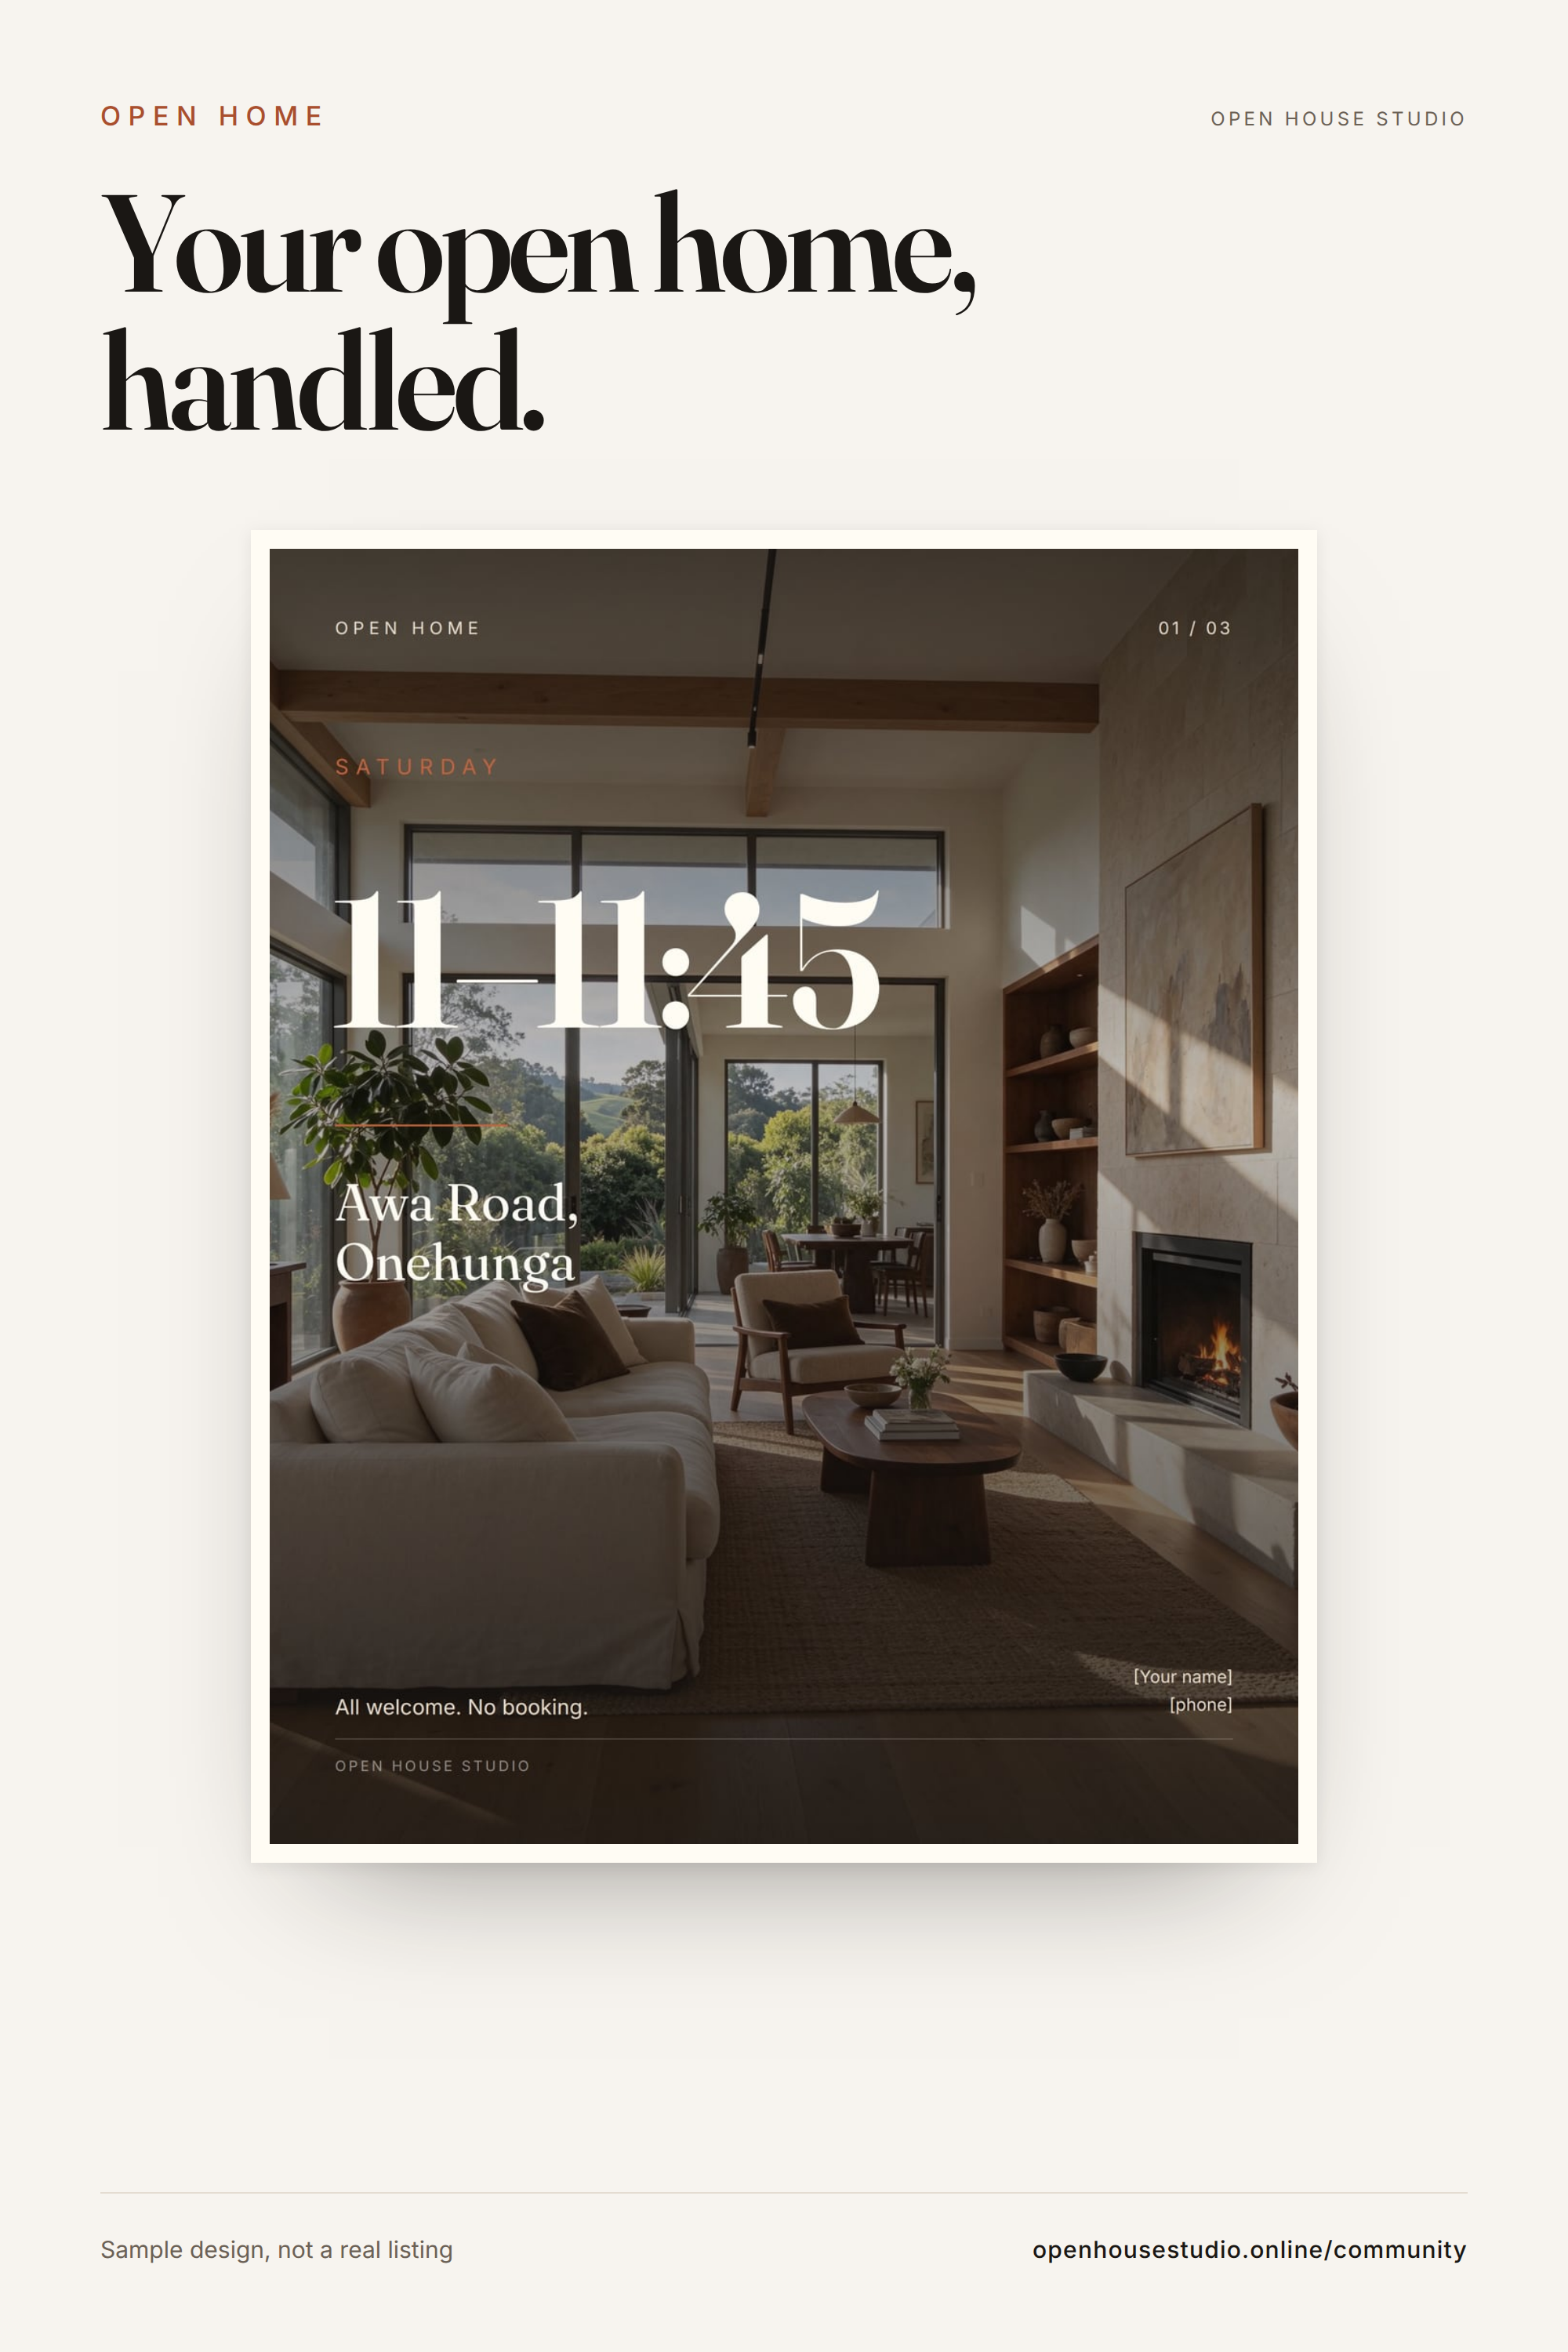 OPEN HOME
OPEN HOUSE STUDIO
Your open home,
handled.
OPEN HOME
01 / 03
SATURDAY
11–11:45
Awa Road,
Onehunga
[Your name]
[phone]
All welcome. No booking.
OPEN HOUSE STUDIO
Sample design, not a real listing
openhousestudio.online/community